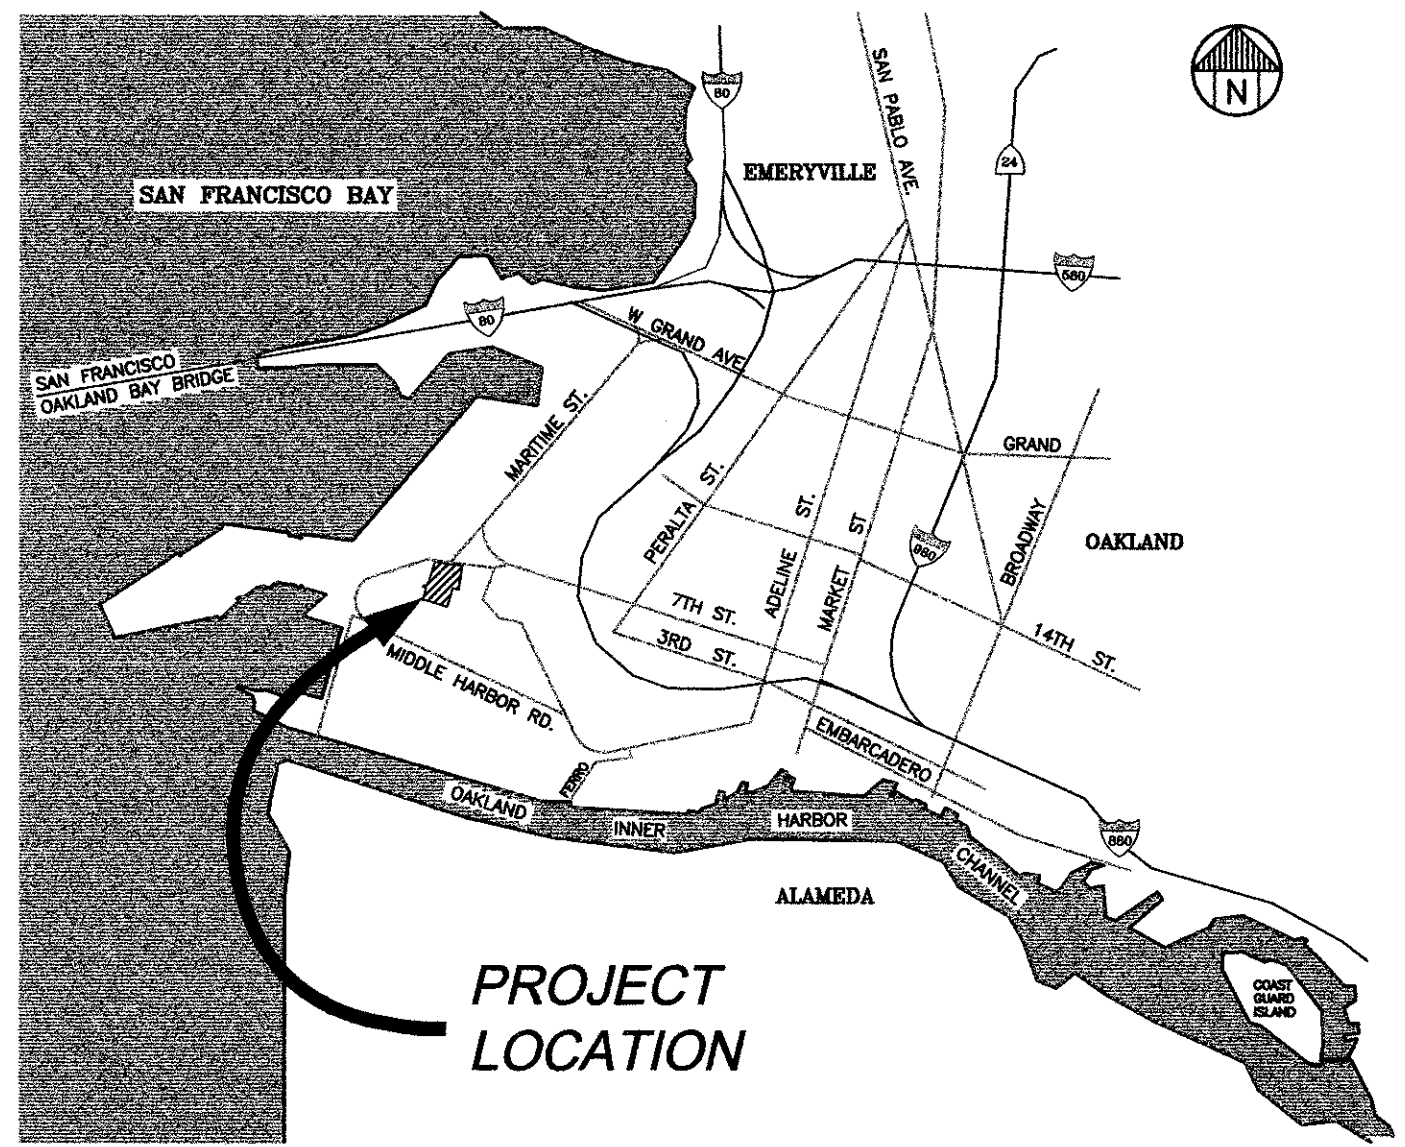 N
80
SAN PABLO AVE.
24
EMERYVILLE
SAN FRANCISCO BAY
580
80
W GRAND AVE
SAN FRANCISCO
OAKLAND BAY BRIDGE
MARITIME ST.
GRAND
PERALTA ST.
ADELINE ST.
MARKET ST
980
BROADWAY
OAKLAND
7TH ST.
3RD ST.
14TH ST.
MIDDLE HARBOR RD.
EMBARCADERO
FERRO
OAKLAND INNER HARBOR CHANNEL
880
ALAMEDA
COAST
GUARD
ISLAND
PROJECT
LOCATION